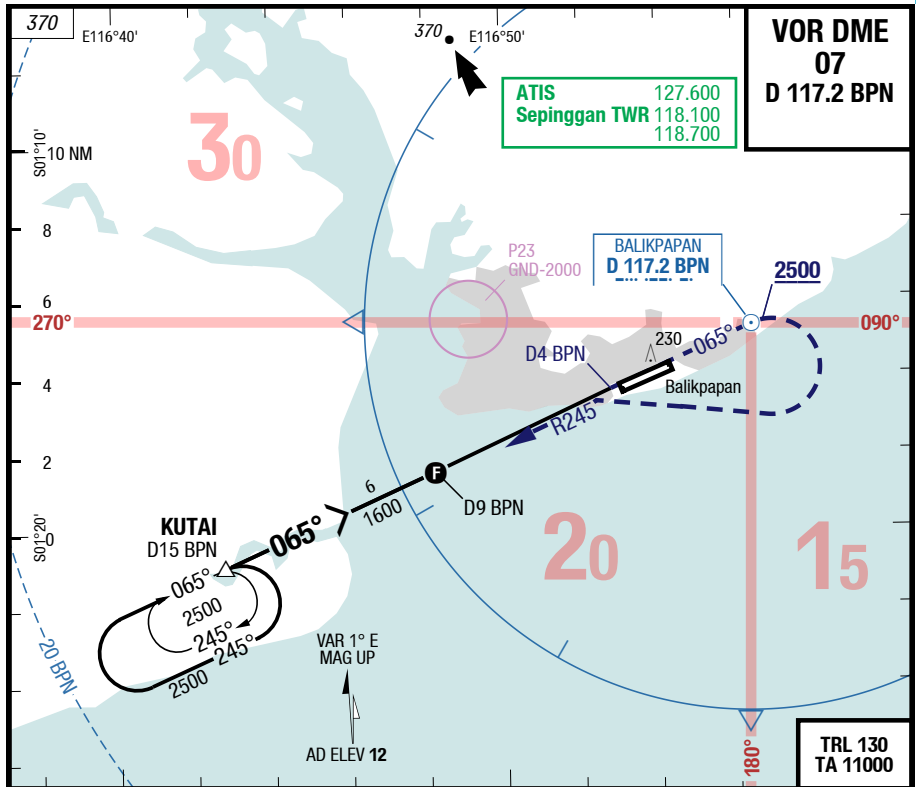 370
E116°40'
370
E116°50'
VOR DME
07
D 117.2 BPN
ATIS 127.600
Sepinggan TWR 118.100
118.700
S01°10'
10 NM
30
8
P23
GND-2000
BALIKPAPAN
D 117.2 BPN
2500
6
270°
090°
230
065°
D4 BPN
4
Balikpapan
R245
2
6
1600
D9 BPN
KUTAI
D15 BPN
065°
S01°20'
0
20
15
065°
2500
245°
245°
2500
20 BPN
VAR 1° E
MAG UP
AD ELEV 12
180°
TRL 130
TA 11000